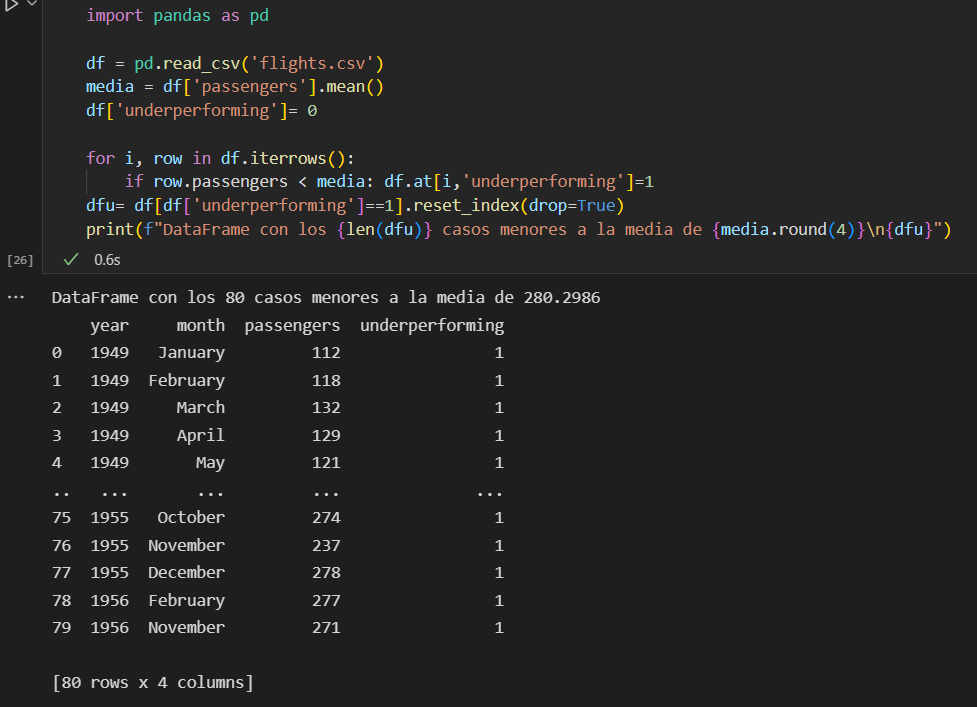 import pandas as pd
df = pd.read_csv('flights.csv')
media = df['passengers'].mean()
df['underperforming']= 0
for i, row in df.iterrows():
    if row.passengers < media: df.at[i,'underperforming']=1
dfu= df[df['underperforming']==1].reset_index(drop=True)
print(f"DataFrame con los {len(dfu)} casos menores a la media de {media.round(4)}\n{dfu}")
[26] ✓ 0.6s
... DataFrame con los 80 casos menores a la media de 280.2986
    year     month  passengers  underperforming
0   1949   January         112                1
1   1949  February         118                1
2   1949     March         132                1
3   1949     April         129                1
4   1949       May         121                1
..   ...       ...         ...              ...
75  1955   October         274                1
76  1955  November         237                1
77  1955  December         278                1
78  1956  February         277                1
79  1956  November         271                1
[80 rows x 4 columns]